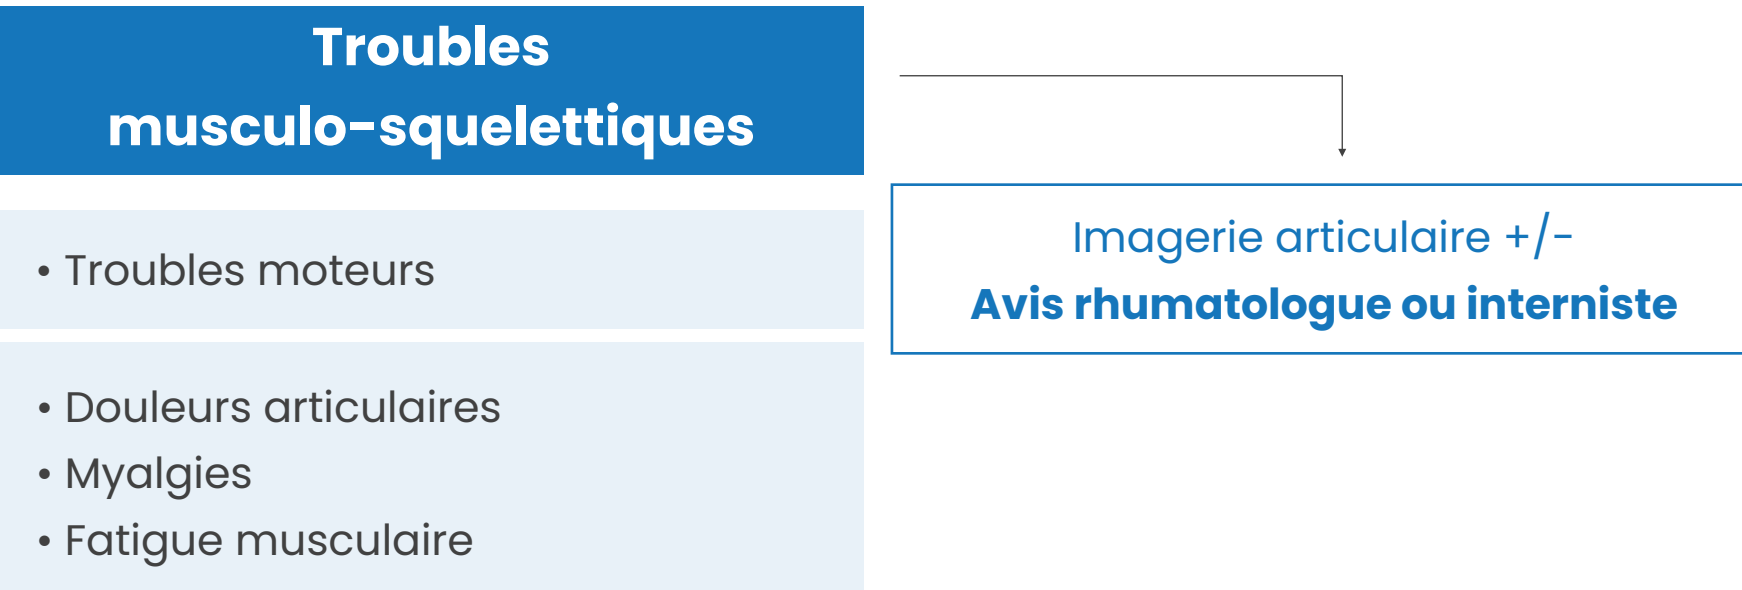 Troubles
musculo-squelettiques
• Troubles moteurs
• Douleurs articulaires
• Myalgies
• Fatigue musculaire
Imagerie articulaire +/-
Avis rhumatologue ou interniste